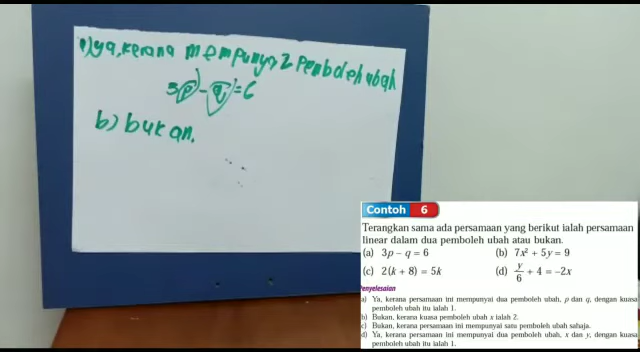 a) ya, kerana mempunyai 2 Pemboleh ubah
3p - q = 6
b) bukan.
Contoh 6
Terangkan sama ada persamaan yang berikut ialah persamaan
linear dalam dua pemboleh ubah atau bukan.
(a) 3p − q = 6 (b) 7x² + 5y = 9
(c) 2(k + 8) = 5k (d) y/6 + 4 = −2x
Penyelesaian
a) Ya, kerana persamaan ini mempunyai dua pemboleh ubah, p dan q, dengan kuasa
pemboleh ubah itu ialah 1.
b) Bukan, kerana kuasa pemboleh ubah x ialah 2.
c) Bukan, kerana persamaan ini mempunyai satu pemboleh ubah sahaja.
d) Ya, kerana persamaan ini mempunyai dua pemboleh ubah, x dan y, dengan kuasa
pemboleh ubah itu ialah 1.